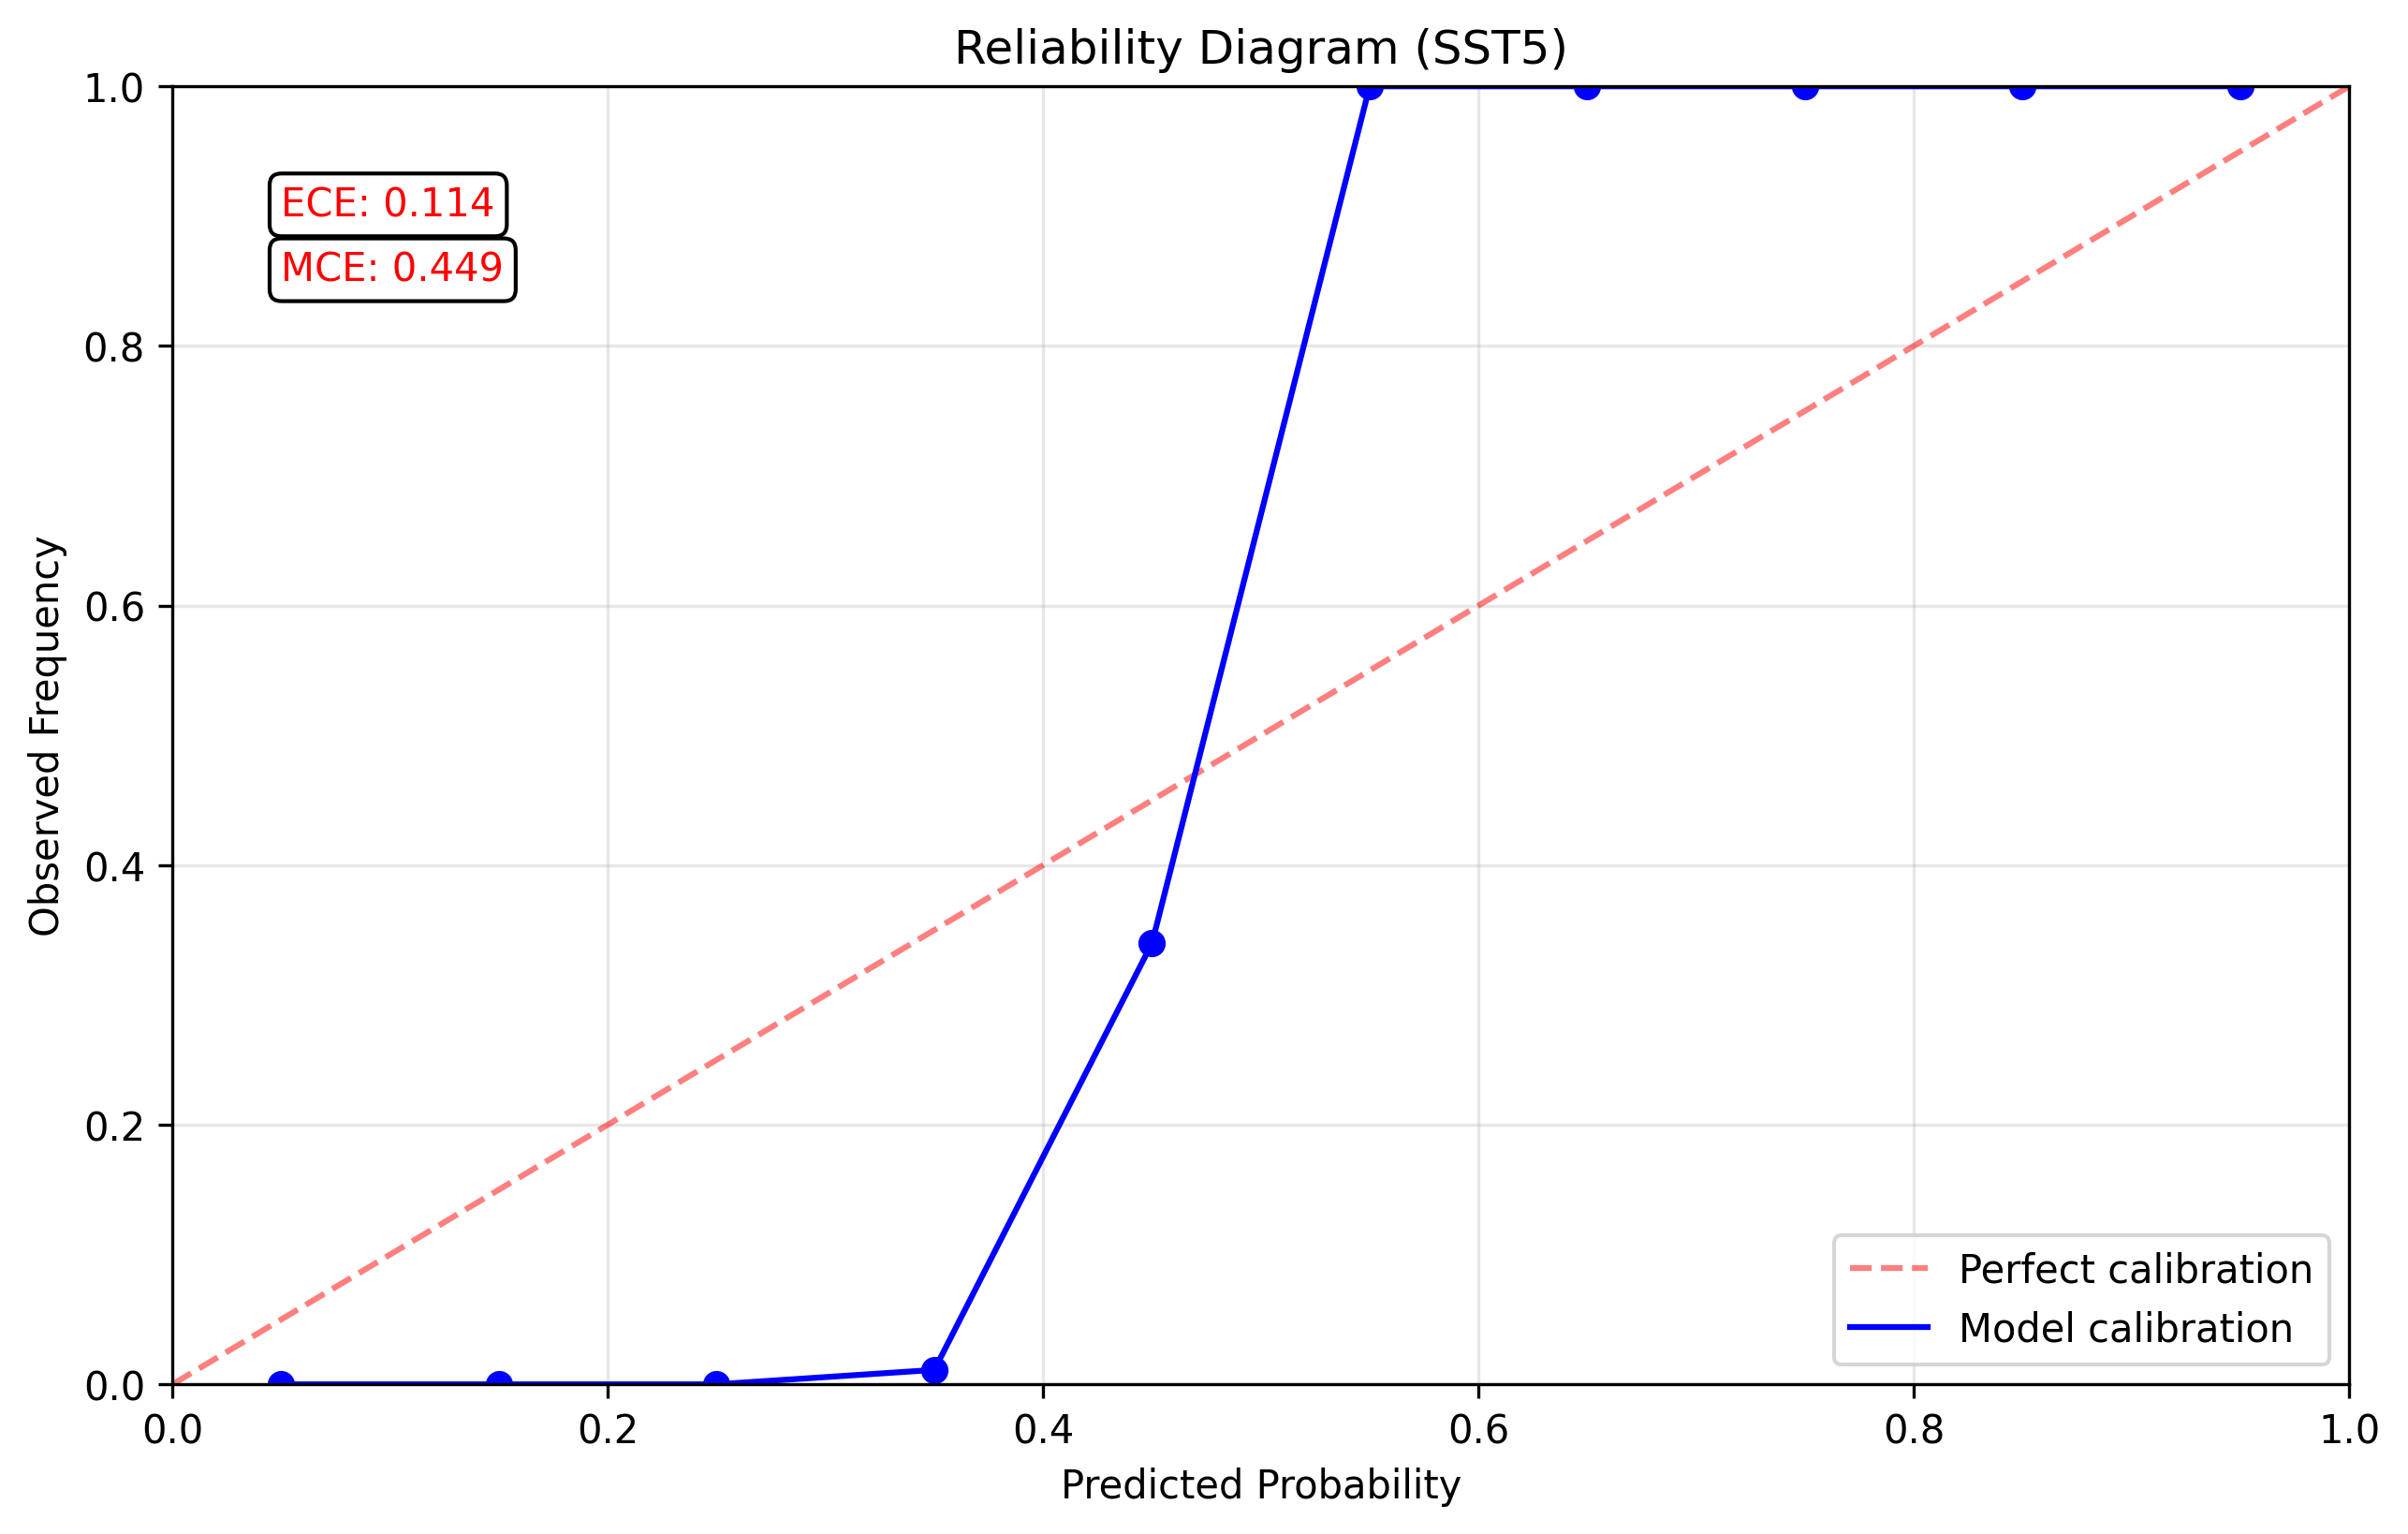 Reliability Diagram (SST5)
1.0
0.8
0.6
0.4
0.2
0.0
Observed Frequency
ECE: 0.114
MCE: 0.449
Perfect calibration
Model calibration
0.0 0.2 0.4 0.6 0.8 1.0
Predicted Probability